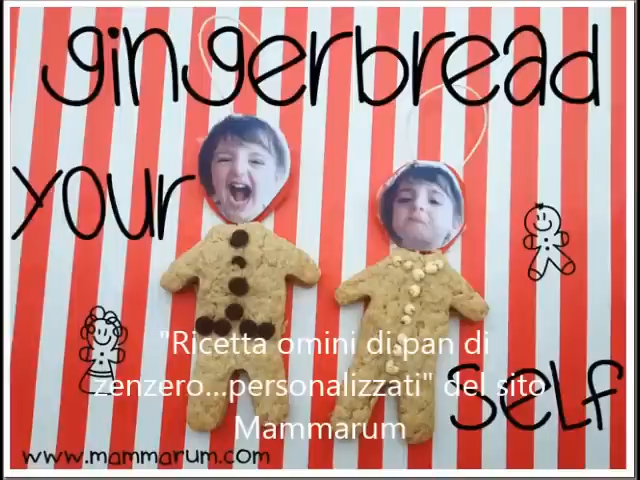 gingerbread
your
"Ricetta omini di pan di
zenzero...personalizzati" del sito
Mammarum
self
www.mammarum.com